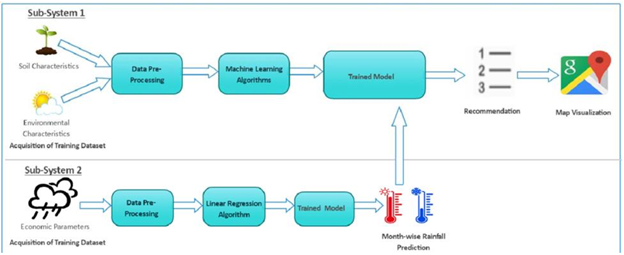 Sub-System 1
Soil Characteristics
Environmental
Characteristics
Acquisition of Training Dataset
Data Pre-
Processing
Machine Learning
Algorithms
Trained Model
1
2
3
Recommendation
g
Map Visualization
Sub-System 2
Economic Parameters
Acquisition of Training Dataset
Data Pre-
Processing
Linear Regression
Algorithm
Trained Model
Month-wise Rainfall
Prediction